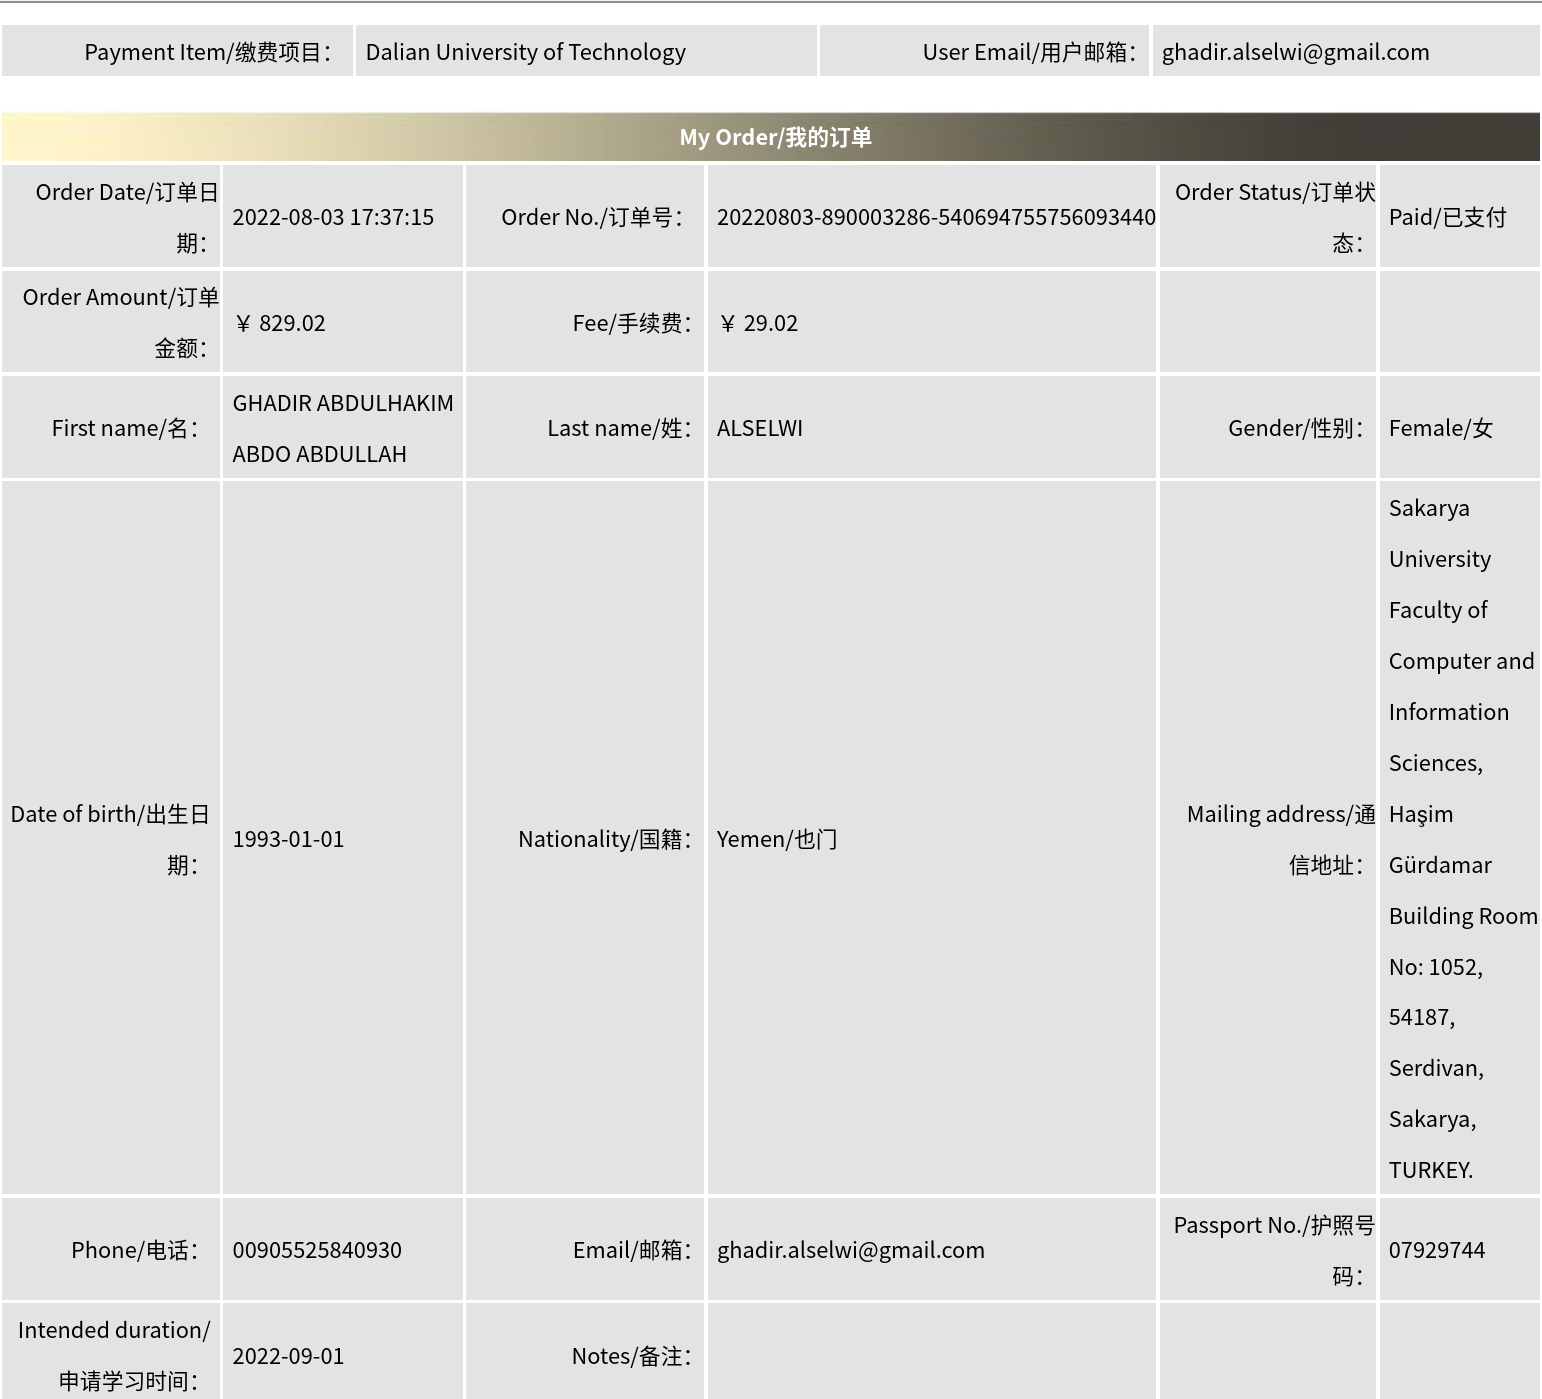 Payment Item/缴费项目： Dalian University of Technology User Email/用户邮箱： ghadir.alselwi@gmail.com
My Order/我的订单
Order Date/订单日
期：
2022-08-03 17:37:15
Order No./订单号：
20220803-890003286-540694755756093440
Order Status/订单状
态：
Paid/已支付
Order Amount/订单
金额：
￥ 829.02
Fee/手续费：
￥ 29.02
First name/名：
GHADIR ABDULHAKIM
ABDO ABDULLAH
Last name/姓：
ALSELWI
Gender/性别：
Female/女
Date of birth/出生日
期：
1993-01-01
Nationality/国籍：
Yemen/也门
Mailing address/通
信地址：
Sakarya
University
Faculty of
Computer and
Information
Sciences,
Haşim
Gürdamar
Building Room
No: 1052,
54187,
Serdivan,
Sakarya,
TURKEY.
Phone/电话：
00905525840930
Email/邮箱：
ghadir.alselwi@gmail.com
Passport No./护照号
码：
07929744
Intended duration/
申请学习时间：
2022-09-01
Notes/备注：